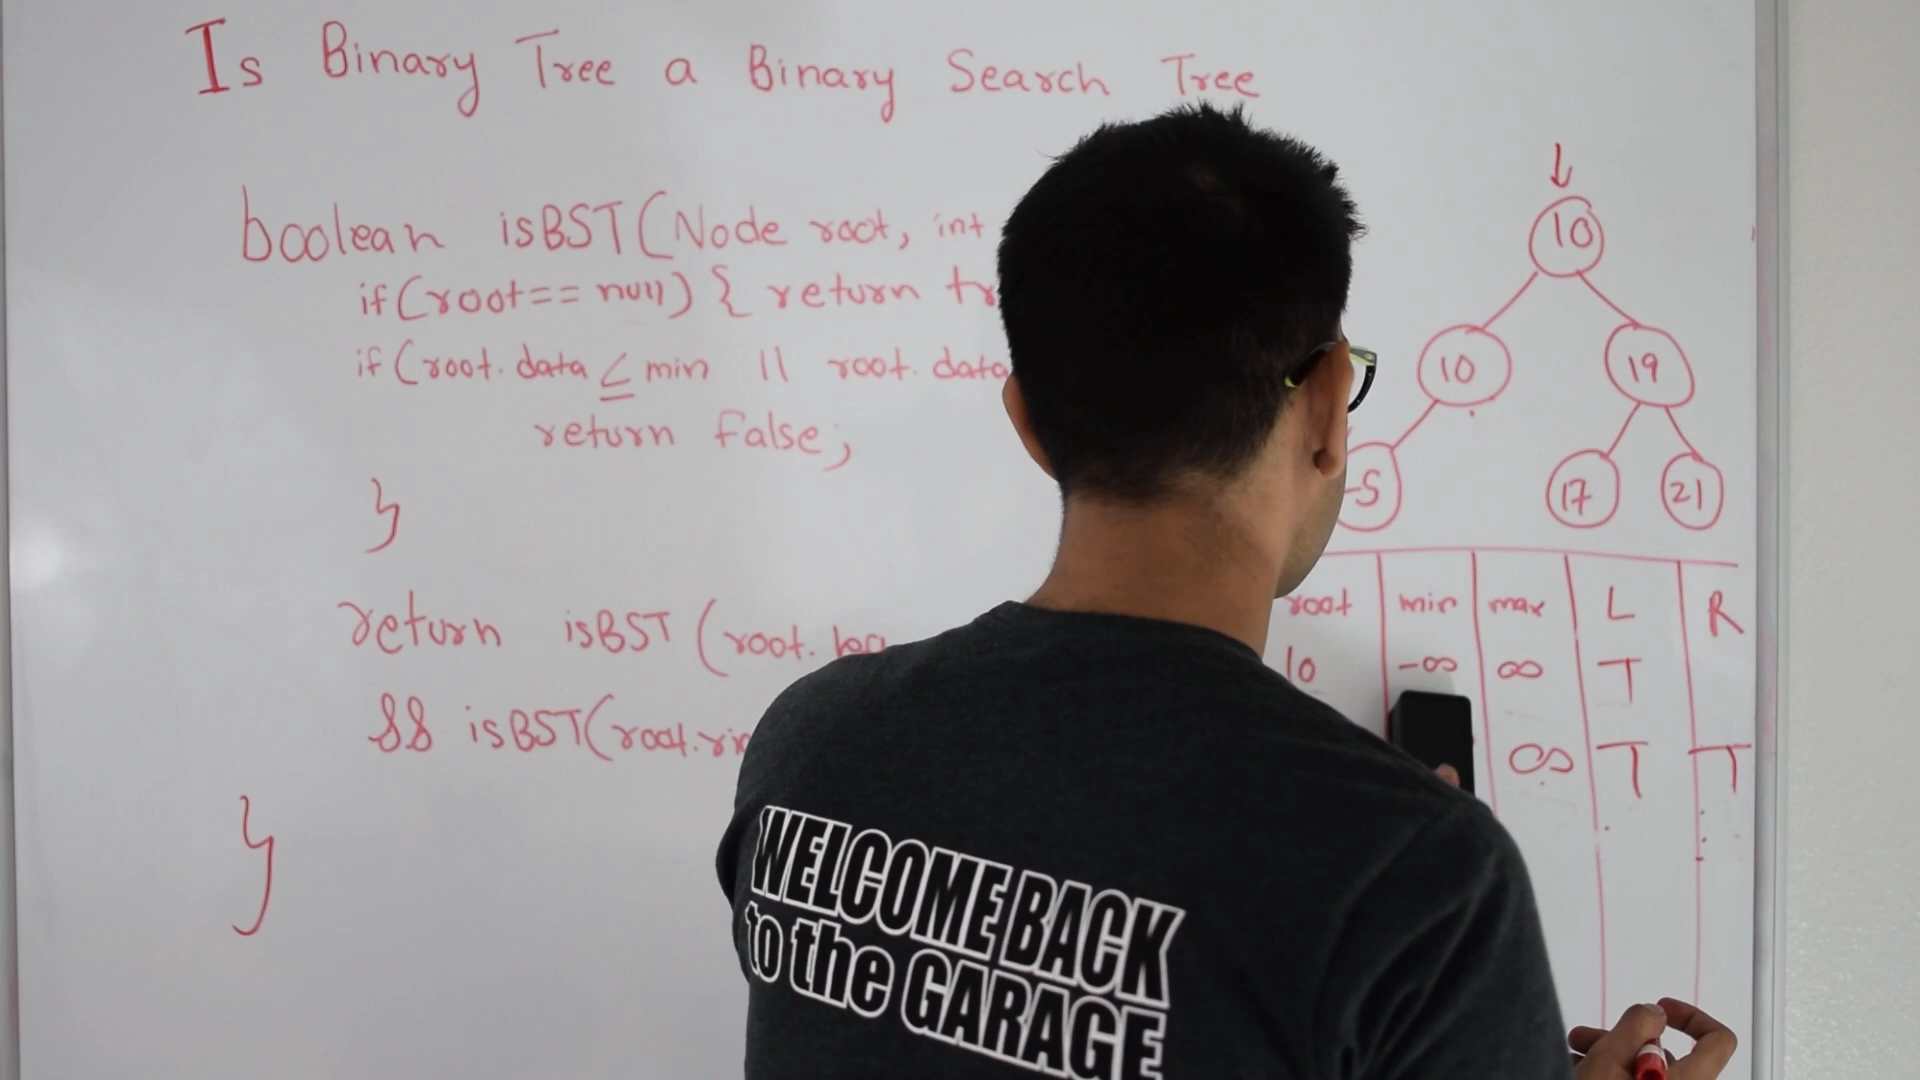 Is Binary Tree a Binary Search Tree
boolean isBST(Node root, int
if(root== null) { return
if(root.data ≤ min || root.data
return false;
}
return isBST(root.
&& isBST(root.
}
10
10 19
-5 17 21
root min max L R
10 -∞ ∞ T
∞ T T
WELCOME BACK
to the GARAGE